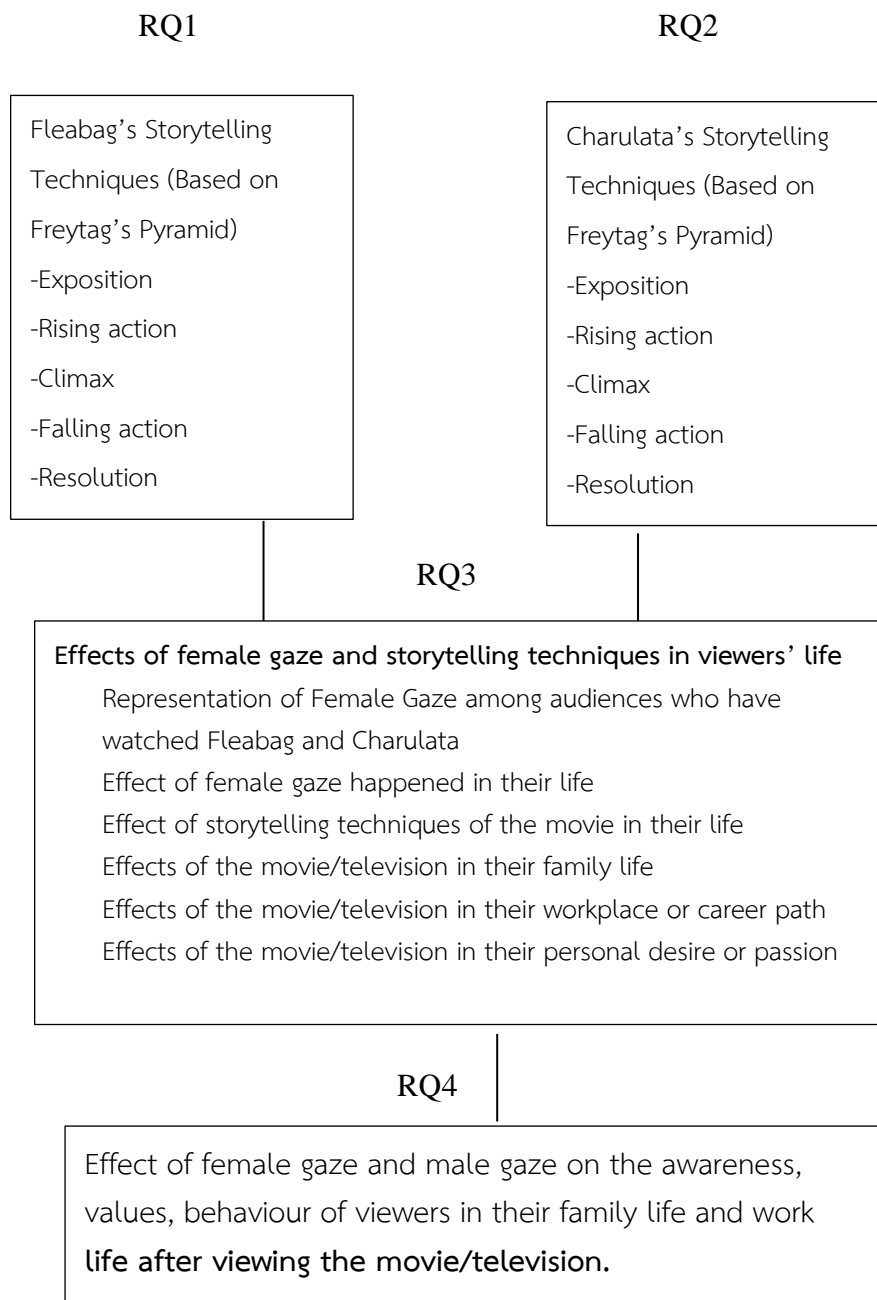 RQ1
RQ2
Fleabag’s Storytelling
Techniques (Based on
Freytag’s Pyramid)
-Exposition
-Rising action
-Climax
-Falling action
-Resolution
Charulata’s Storytelling
Techniques (Based on
Freytag’s Pyramid)
-Exposition
-Rising action
-Climax
-Falling action
-Resolution
RQ3
Effects of female gaze and storytelling techniques in viewers’ life
Representation of Female Gaze among audiences who have
watched Fleabag and Charulata
Effect of female gaze happened in their life
Effect of storytelling techniques of the movie in their life
Effects of the movie/television in their family life
Effects of the movie/television in their workplace or career path
Effects of the movie/television in their personal desire or passion
RQ4
Effect of female gaze and male gaze on the awareness,
values, behaviour of viewers in their family life and work
life after viewing the movie/television.